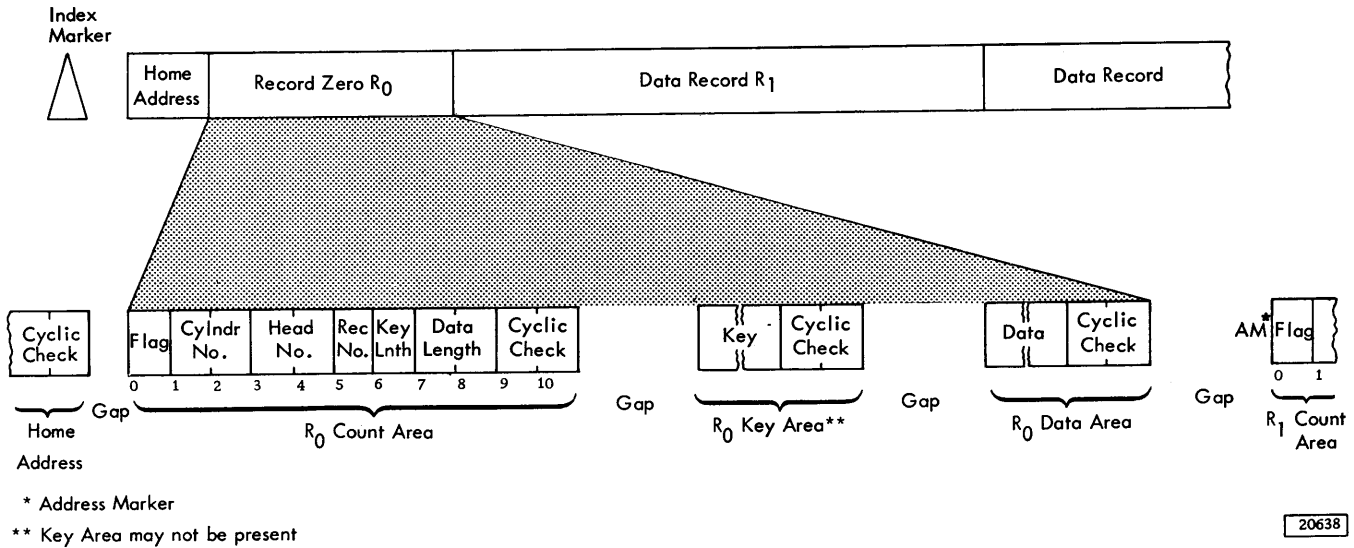 Index
Marker
Home
Address
Record Zero R0
Data Record R1
Data Record
Cyclic
Check
Flag
Cylndr
No.
Head
No.
Rec
No.
Key
Lnth
Data
Length
Cyclic
Check
Key
Cyclic
Check
Data
Cyclic
Check
AM*
Flag
0 1 2 3 4 5 6 7 8 9 10
0 1
Home
Address
Gap
R0 Count Area
Gap
R0 Key Area**
Gap
R0 Data Area
Gap
R1 Count
Area
* Address Marker
** Key Area may not be present
20638